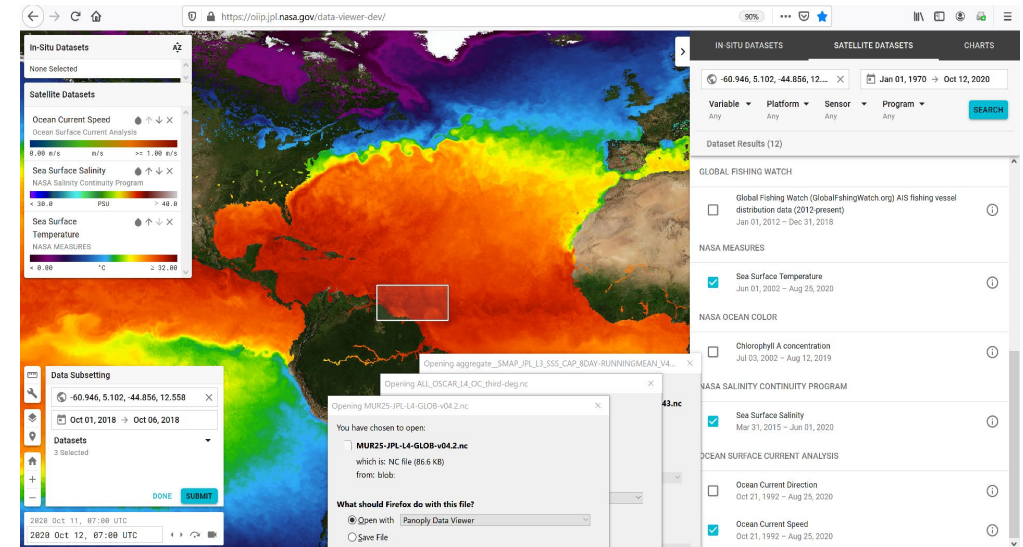 https://oiip.jpl.nasa.gov/data-viewer-dev/
90%
In-Situ Datasets
AZ
None Selected
Satellite Datasets
Ocean Current Speed
Ocean Surface Current Analysis
0.00 m/s m/s >= 1.00 m/s
Sea Surface Salinity
NASA Salinity Continuity Program
< 30.0 PSU > 40.0
Sea Surface
Temperature
NASA MEASURES
< 0.00 °C ≥ 32.00
Data Subsetting
-60.946, 5.102, -44.856, 12.558
Oct 01, 2018 → Oct 06, 2018
Datasets
3 Selected
DONE SUBMIT
2020 Oct 11, 07:00 UTC
2020 Oct 12, 07:00 UTC
Opening aggregate__SMAP_JPL_L3_SSS_CAP_8DAY-RUNNINGMEAN_V4...
43.nc
Opening ALL_OSCAR_L4_OC_third-deg.nc
Opening MUR25-JPL-L4-GLOB-v04.2.nc
You have chosen to open:
MUR25-JPL-L4-GLOB-v04.2.nc
which is: NC file (86.6 KB)
from: blob:
What should Firefox do with this file?
Open with Panoply Data Viewer
Save File
IN-SITU DATASETS SATELLITE DATASETS CHARTS
-60.946, 5.102, -44.856, 12.... Jan 01, 1970 → Oct 12, 2020
Variable Platform Sensor Program
Any Any Any Any
SEARCH
Dataset Results (12)
GLOBAL FISHING WATCH
Global Fishing Watch (GlobalFshingWatch.org) AIS fishing vessel
distribution data (2012-present)
Jan 01, 2012 – Dec 31, 2018
NASA MEASURES
Sea Surface Temperature
Jun 01, 2002 – Aug 25, 2020
NASA OCEAN COLOR
Chlorophyll A concentration
Jul 03, 2002 – Aug 12, 2019
NASA SALINITY CONTINUITY PROGRAM
Sea Surface Salinity
Mar 31, 2015 – Jun 01, 2020
OCEAN SURFACE CURRENT ANALYSIS
Ocean Current Direction
Oct 21, 1992 – Aug 25, 2020
Ocean Current Speed
Oct 21, 1992 – Aug 25, 2020